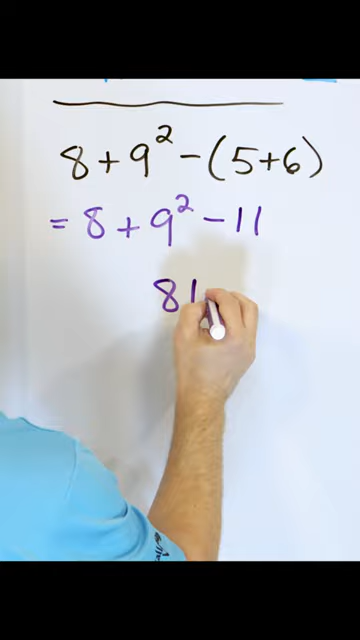 8 + 9² - (5+6)
= 8 + 9² - 11
81